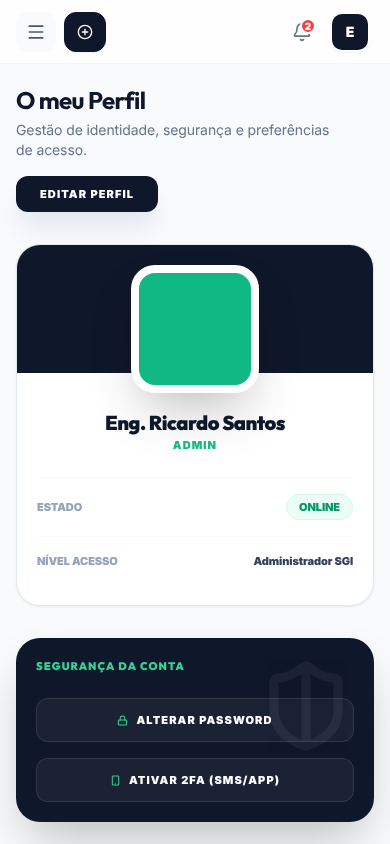 2
E
O meu Perfil
Gestão de identidade, segurança e preferências
de acesso.
EDITAR PERFIL
Eng. Ricardo Santos
ADMIN
ESTADO
ONLINE
NÍVEL ACESSO
Administrador SGI
SEGURANÇA DA CONTA
ALTERAR PASSWORD
ATIVAR 2FA (SMS/APP)